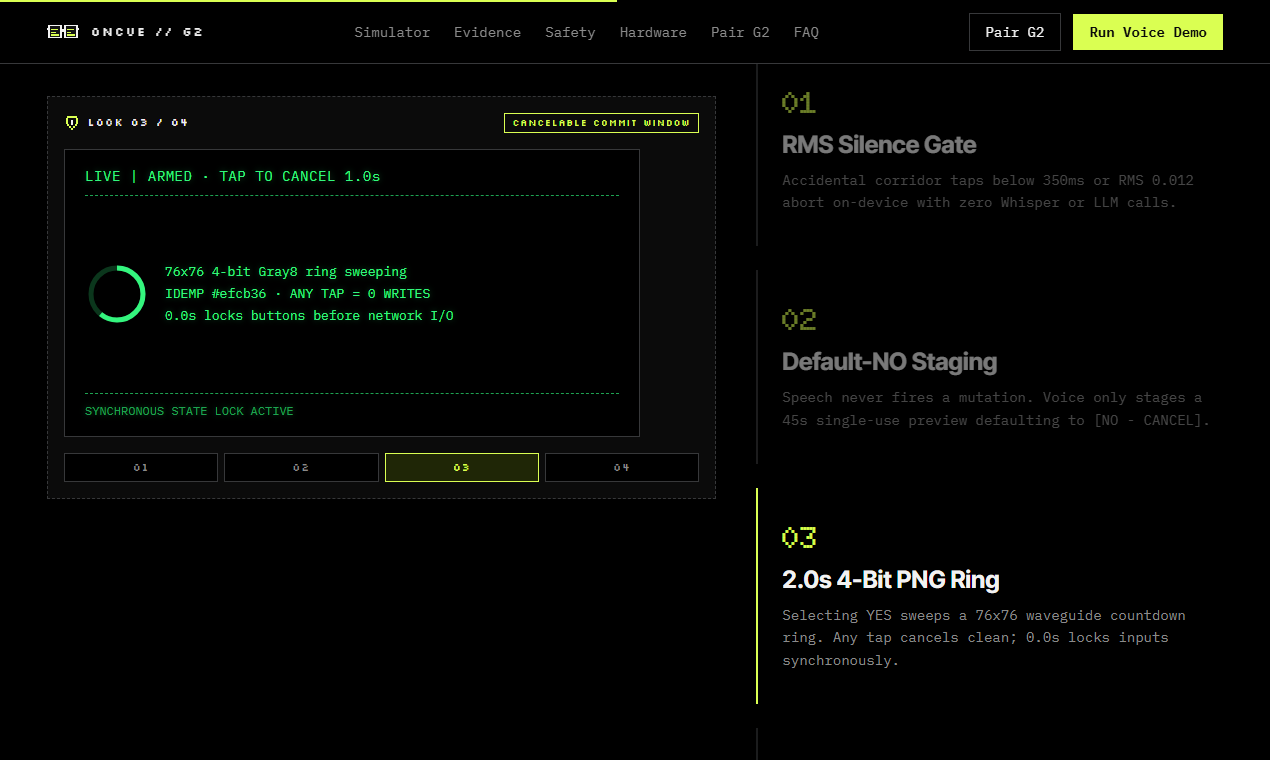 ONCUE // G2
Simulator
Evidence
Safety
Hardware
Pair G2
FAQ
Pair G2
Run Voice Demo
LOOK 03 / 04
CANCELABLE COMMIT WINDOW
LIVE | ARMED · TAP TO CANCEL 1.0s
76x76 4-bit Gray8 ring sweeping
IDEMP #efcb36 · ANY TAP = 0 WRITES
0.0s locks buttons before network I/O
SYNCHRONOUS STATE LOCK ACTIVE
01
02
03
04
01
RMS Silence Gate
Accidental corridor taps below 350ms or RMS 0.012
abort on-device with zero Whisper or LLM calls.
02
Default-NO Staging
Speech never fires a mutation. Voice only stages a
45s single-use preview defaulting to [NO - CANCEL].
03
2.0s 4-Bit PNG Ring
Selecting YES sweeps a 76x76 waveguide countdown
ring. Any tap cancels clean; 0.0s locks inputs
synchronously.